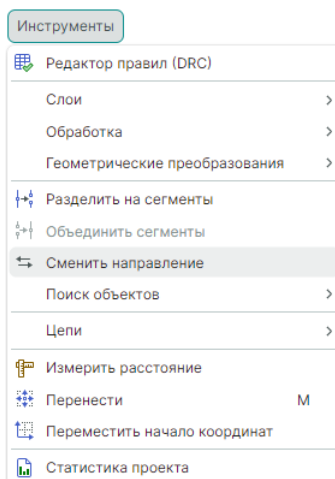 Инструменты
Редактор правил (DRC)
Слои
Обработка
Геометрические преобразования
Разделить на сегменты
Объединить сегменты
Сменить направление
Поиск объектов
Цепи
Измерить расстояние
Перенести M
Переместить начало координат
Статистика проекта